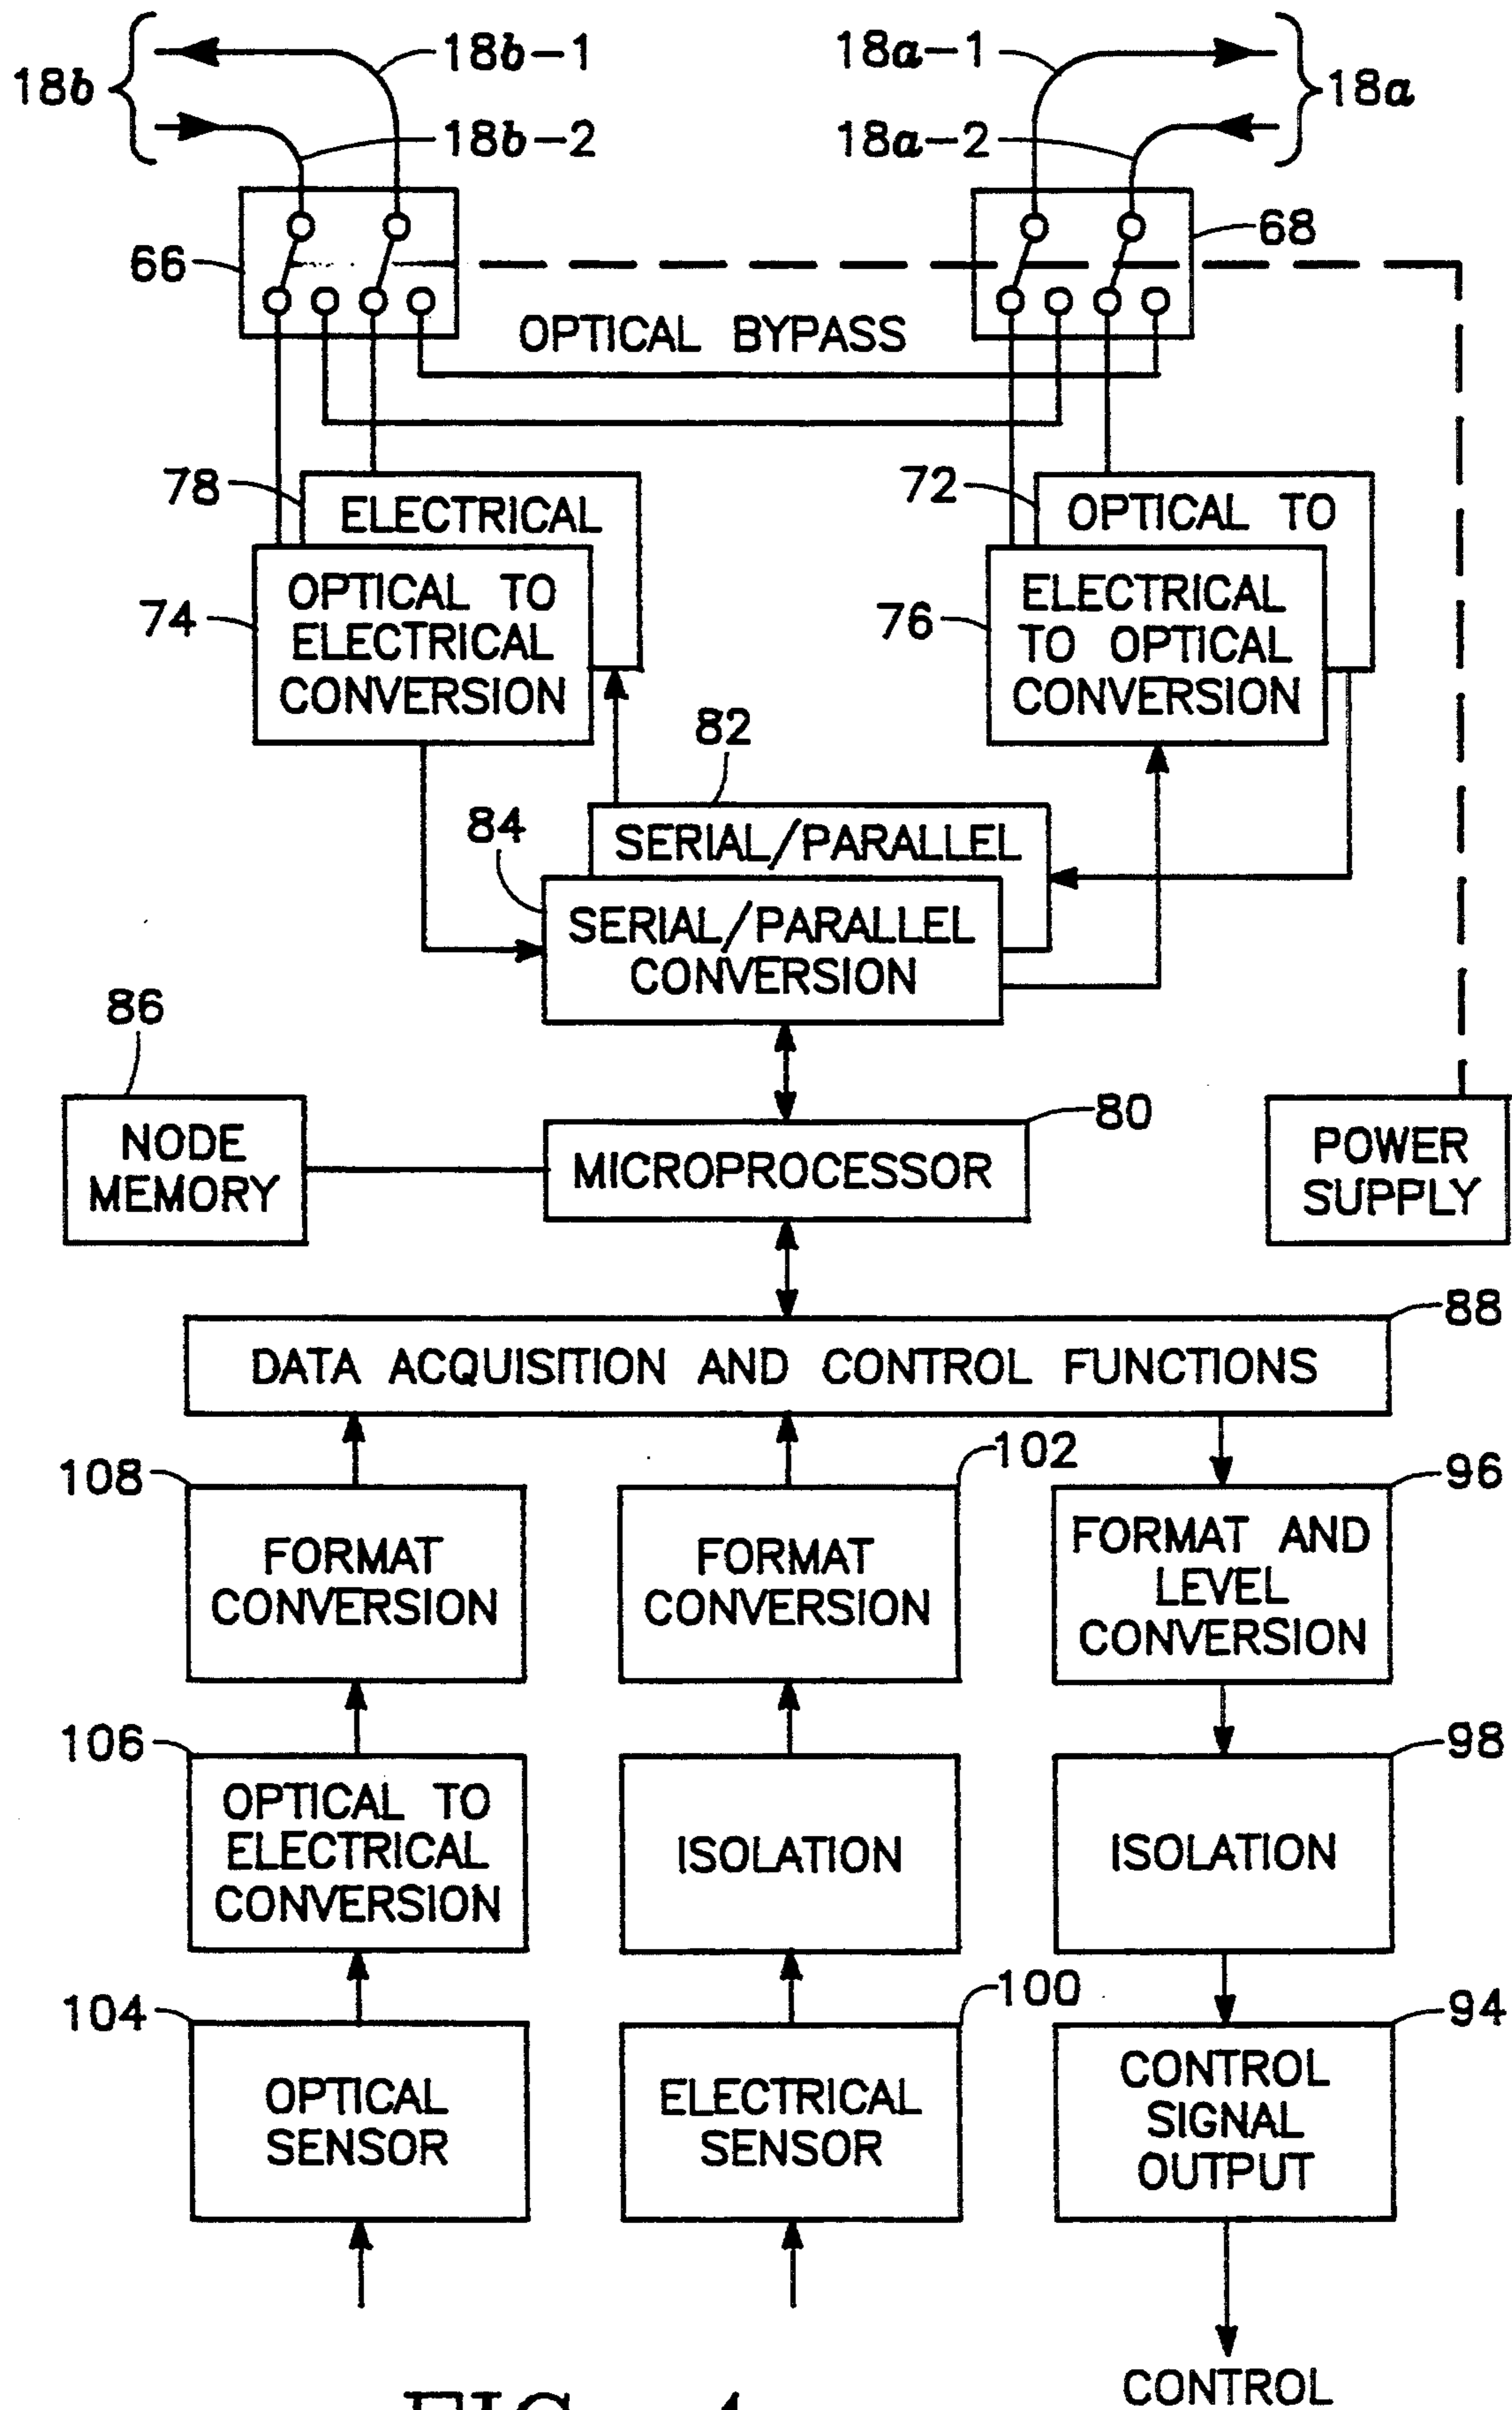 18b
18b-1
18a-1
18a
18b-2
18a-2
66
68
OPTICAL BYPASS
78
ELECTRICAL
72
OPTICAL TO
74
OPTICAL TO
ELECTRICAL
CONVERSION
76
ELECTRICAL
TO OPTICAL
CONVERSION
82
84
SERIAL/PARALLEL
SERIAL/PARALLEL
CONVERSION
86
NODE
MEMORY
80
MICROPROCESSOR
POWER
SUPPLY
88
DATA ACQUISITION AND CONTROL FUNCTIONS
108
FORMAT
CONVERSION
102
FORMAT
CONVERSION
96
FORMAT AND
LEVEL
CONVERSION
106
OPTICAL TO
ELECTRICAL
CONVERSION
ISOLATION
98
ISOLATION
104
OPTICAL
SENSOR
100
ELECTRICAL
SENSOR
94
CONTROL
SIGNAL
OUTPUT
CONTROL